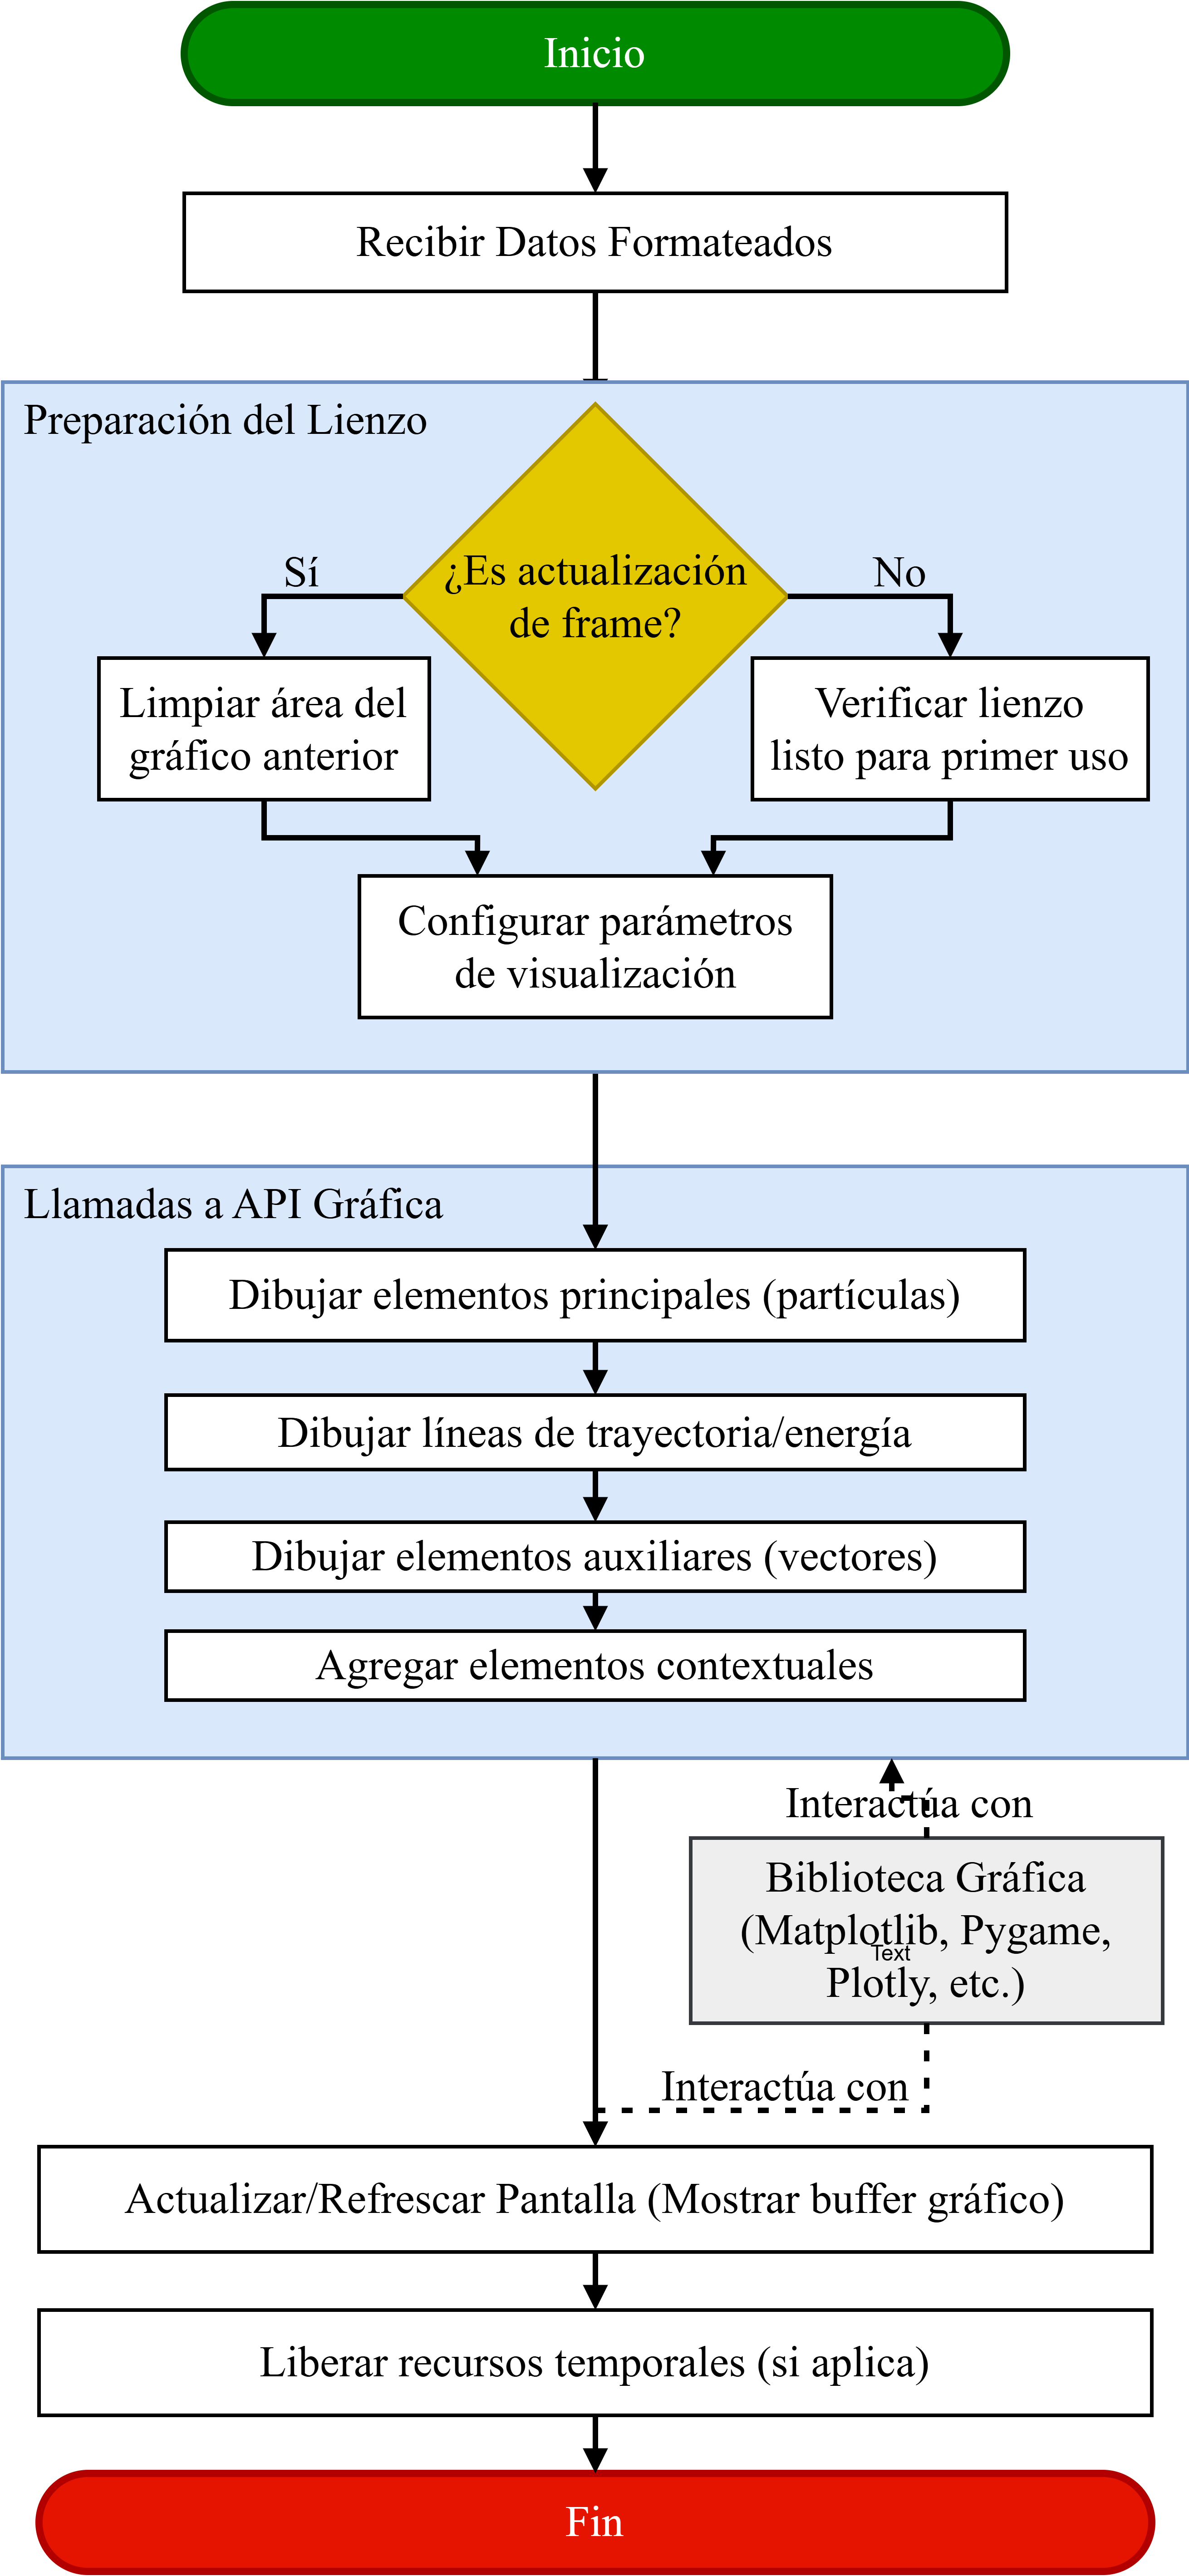 Inicio
Recibir Datos Formateados
Preparación del Lienzo
¿Es actualización
de frame?
Sí
No
Limpiar área del
gráfico anterior
Verificar lienzo
listo para primer uso
Configurar parámetros
de visualización
Llamadas a API Gráfica
Dibujar elementos principales (partículas)
Dibujar líneas de trayectoria/energía
Dibujar elementos auxiliares (vectores)
Agregar elementos contextuales
Interactúa con
Biblioteca Gráfica
(Matplotlib, Pygame,
Text
Plotly, etc.)
Interactúa con
Actualizar/Refrescar Pantalla (Mostrar buffer gráfico)
Liberar recursos temporales (si aplica)
Fin